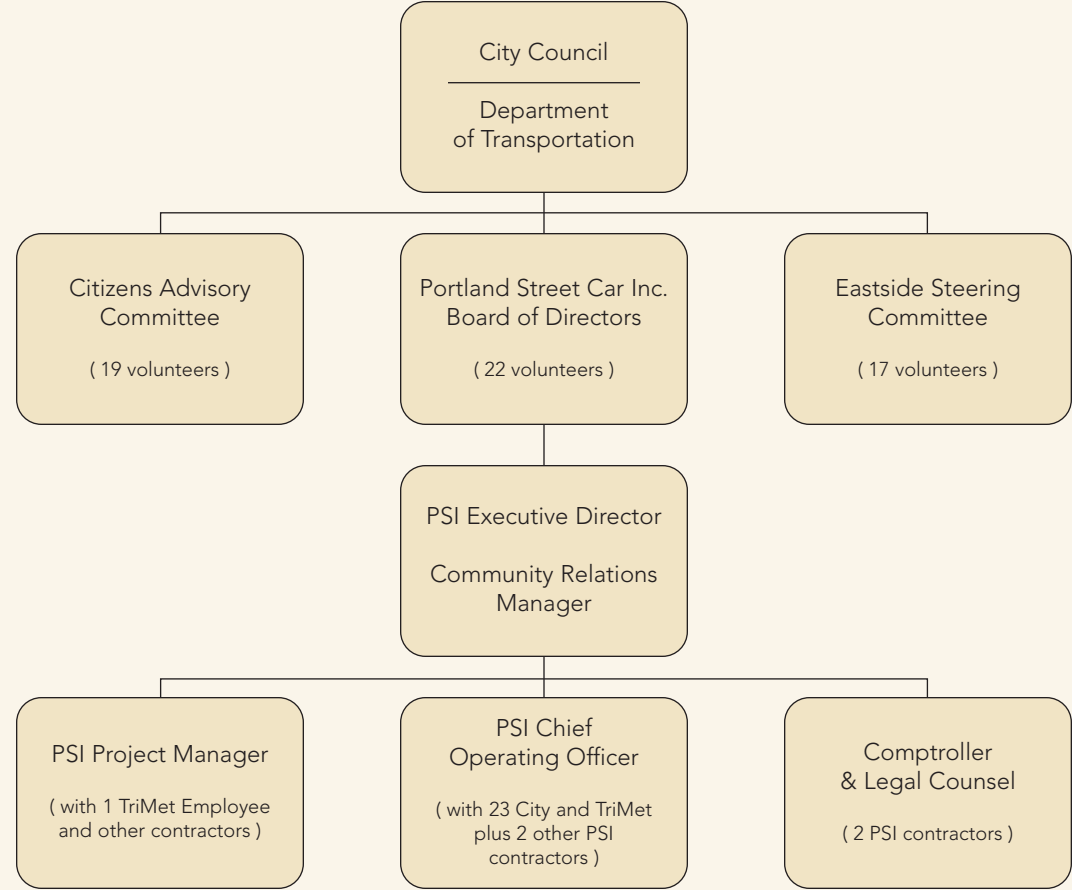 City Council
Department
of Transportation
Citizens Advisory
Committee
( 19 volunteers )
Portland Street Car Inc.
Board of Directors
( 22 volunteers )
Eastside Steering
Committee
( 17 volunteers )
PSI Executive Director
Community Relations
Manager
PSI Project Manager
( with 1 TriMet Employee
and other contractors )
PSI Chief
Operating Officer
( with 23 City and TriMet
plus 2 other PSI
contractors )
Comptroller
& Legal Counsel
( 2 PSI contractors )